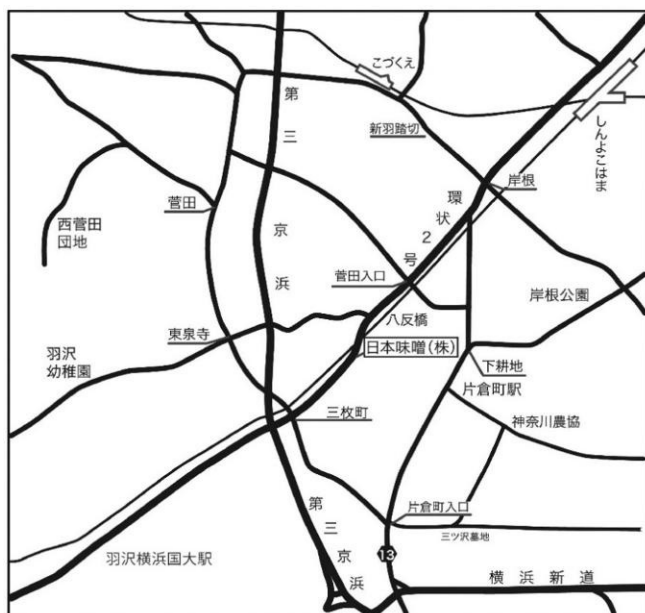 こづくえ
第三京浜
新羽踏切
しんよこはま
岸根
環状2号
菅田
西菅田
団地
菅田入口
岸根公園
八反橋
東泉寺
日本味噌(株)
羽沢
幼稚園
下耕地
片倉町駅
三枚町
神奈川農協
片倉町入口
第三京浜
三ツ沢墓地
羽沢横浜国大駅
13
横浜新道